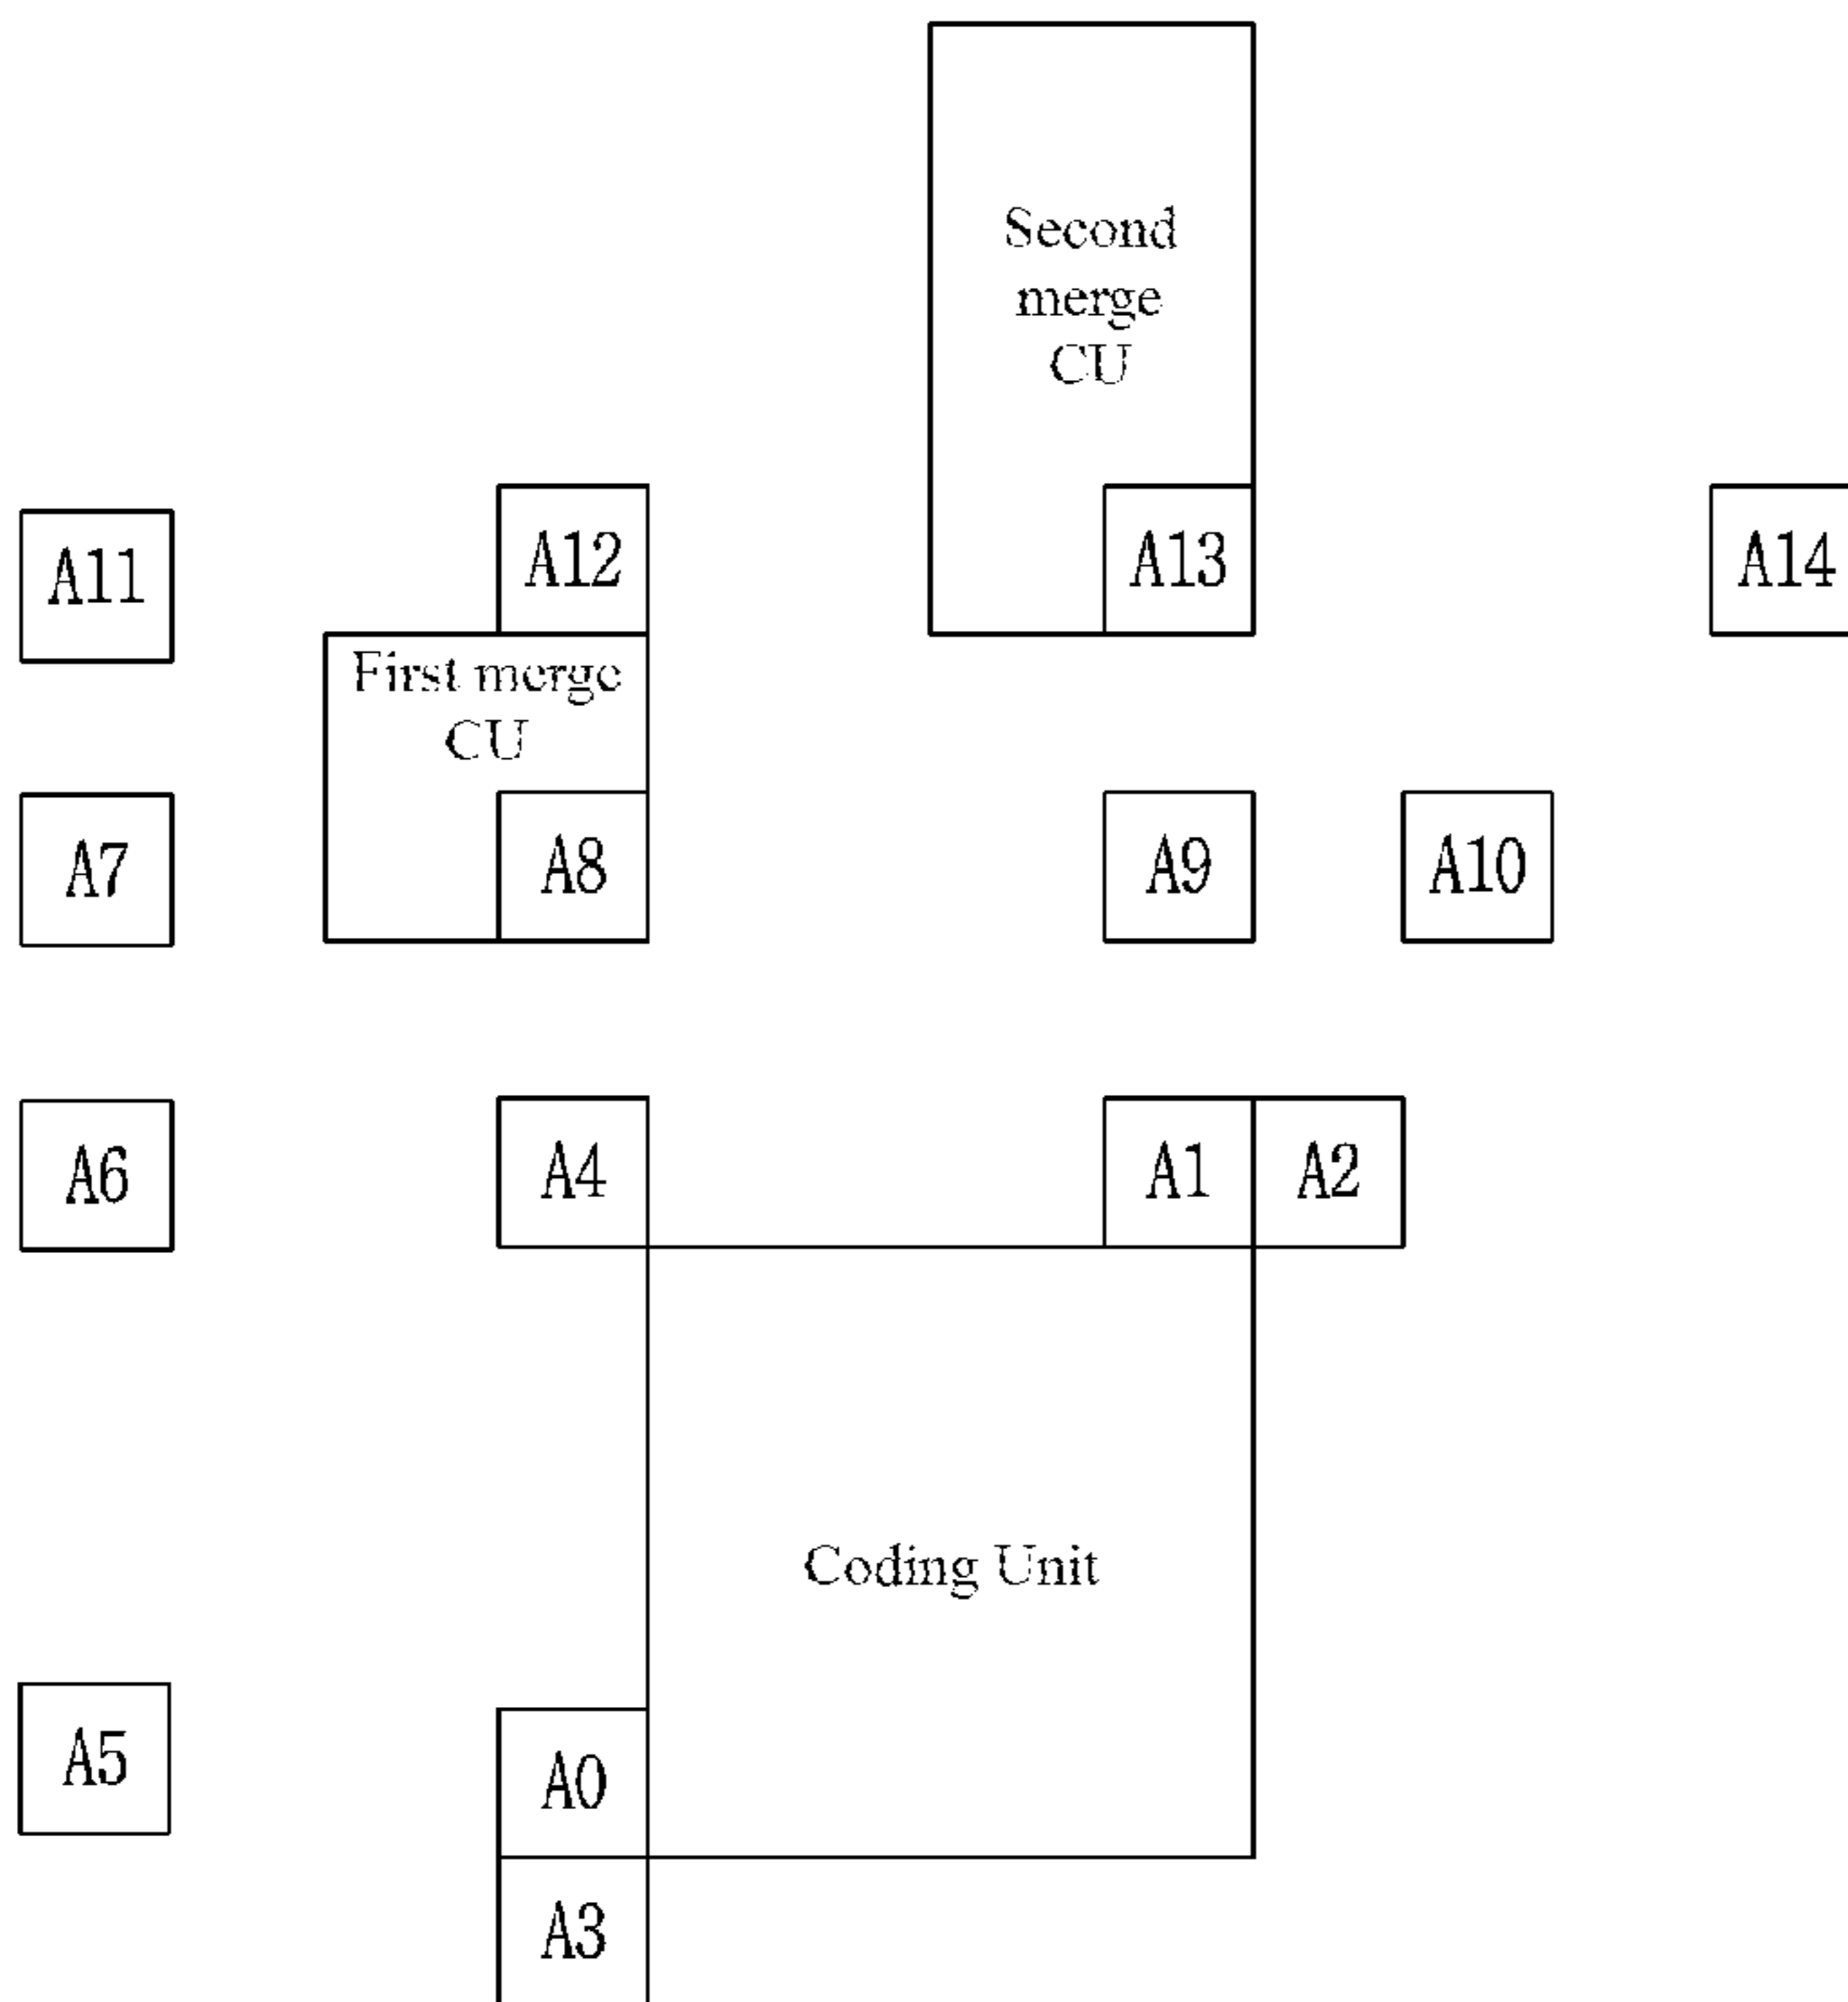 Second
merge
CU
A11
A12
A13
A14
First merge
CU
A7
A8
A9
A10
A6
A4
A1
A2
Coding Unit
A5
A0
A3